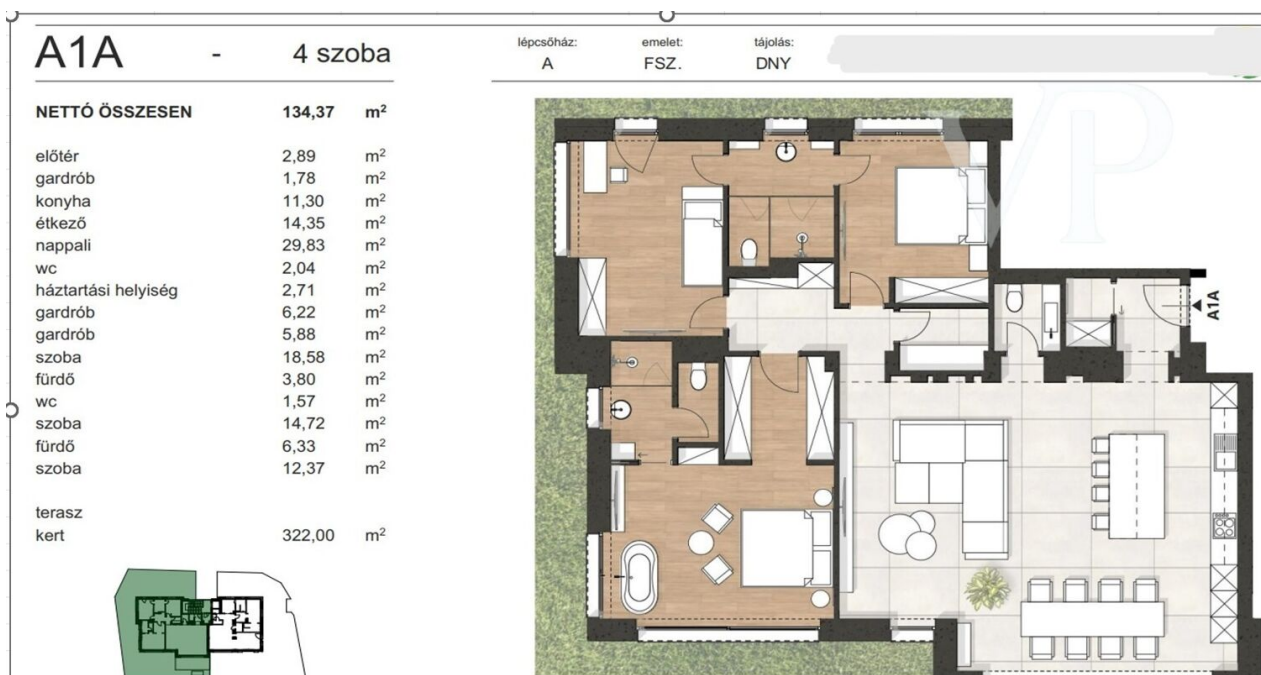 A1A - 4 szoba
lépcsőház: emelet: tájolás:
A FSZ. DNY
NETTÓ ÖSSZESEN 134,37 m²
előtér 2,89 m²
gardrób 1,78 m²
konyha 11,30 m²
étkező 14,35 m²
nappali 29,83 m²
wc 2,04 m²
háztartási helyiség 2,71 m²
gardrób 6,22 m²
gardrób 5,88 m²
szoba 18,58 m²
fürdő 3,80 m²
wc 1,57 m²
szoba 14,72 m²
fürdő 6,33 m²
szoba 12,37 m²
terasz
kert 322,00 m²
VP
A1A